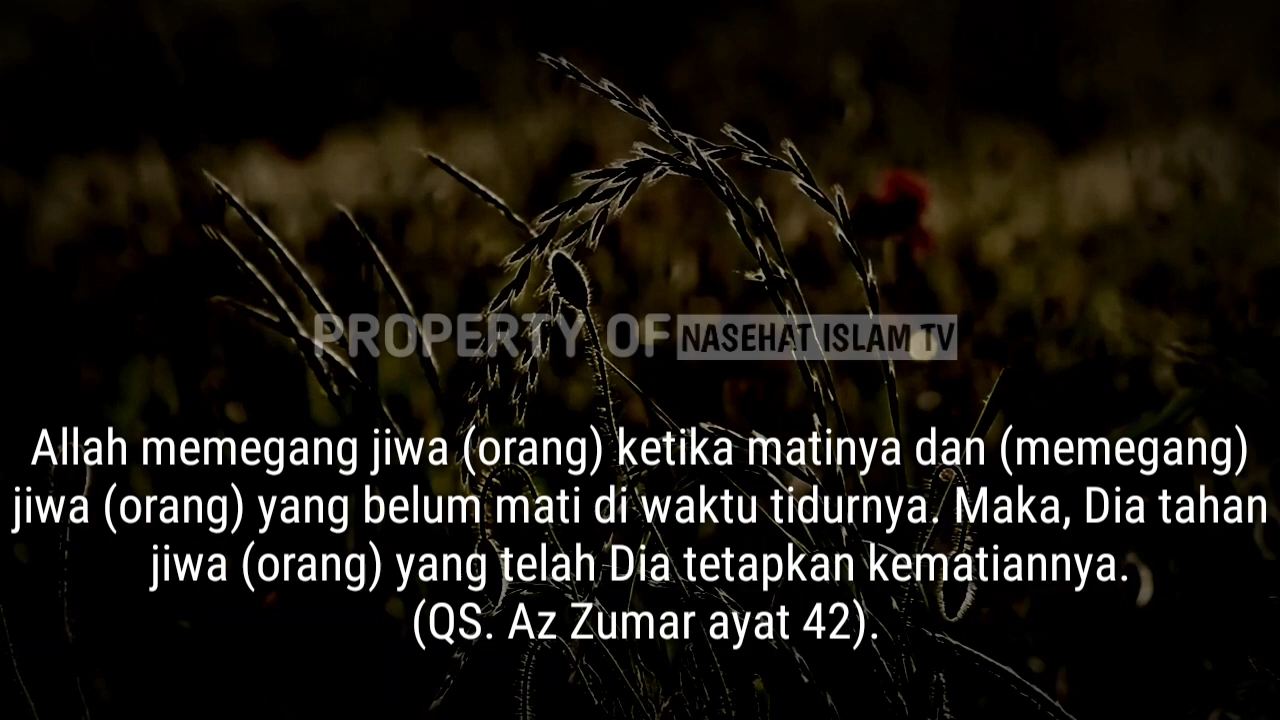 PROPERTY OF NASEHAT ISLAM TV
Allah memegang jiwa (orang) ketika matinya dan (memegang)
jiwa (orang) yang belum mati di waktu tidurnya. Maka, Dia tahan
jiwa (orang) yang telah Dia tetapkan kematiannya.
(QS. Az Zumar ayat 42).